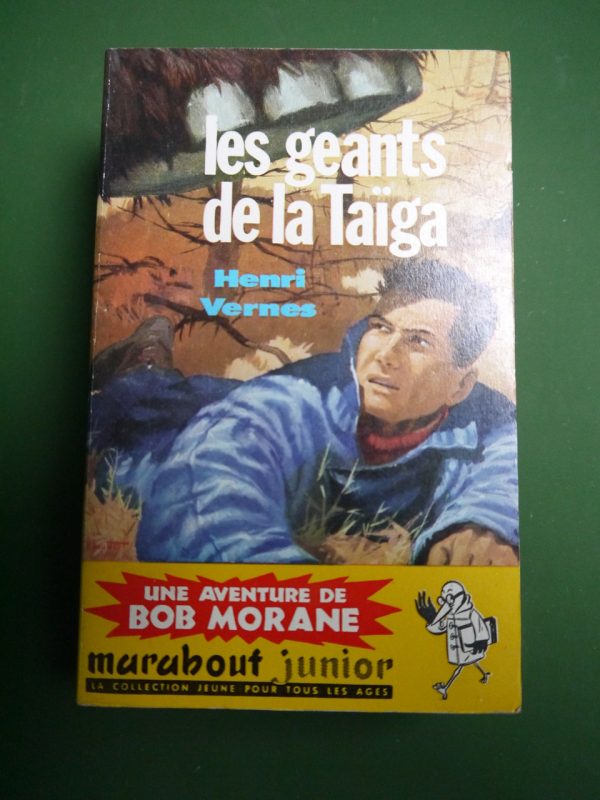 les geants
de la Taïga
Henri
Vernes
UNE AVENTURE DE
BOB MORANE
marabout junior
LA COLLECTION JEUNE POUR TOUS LES AGES